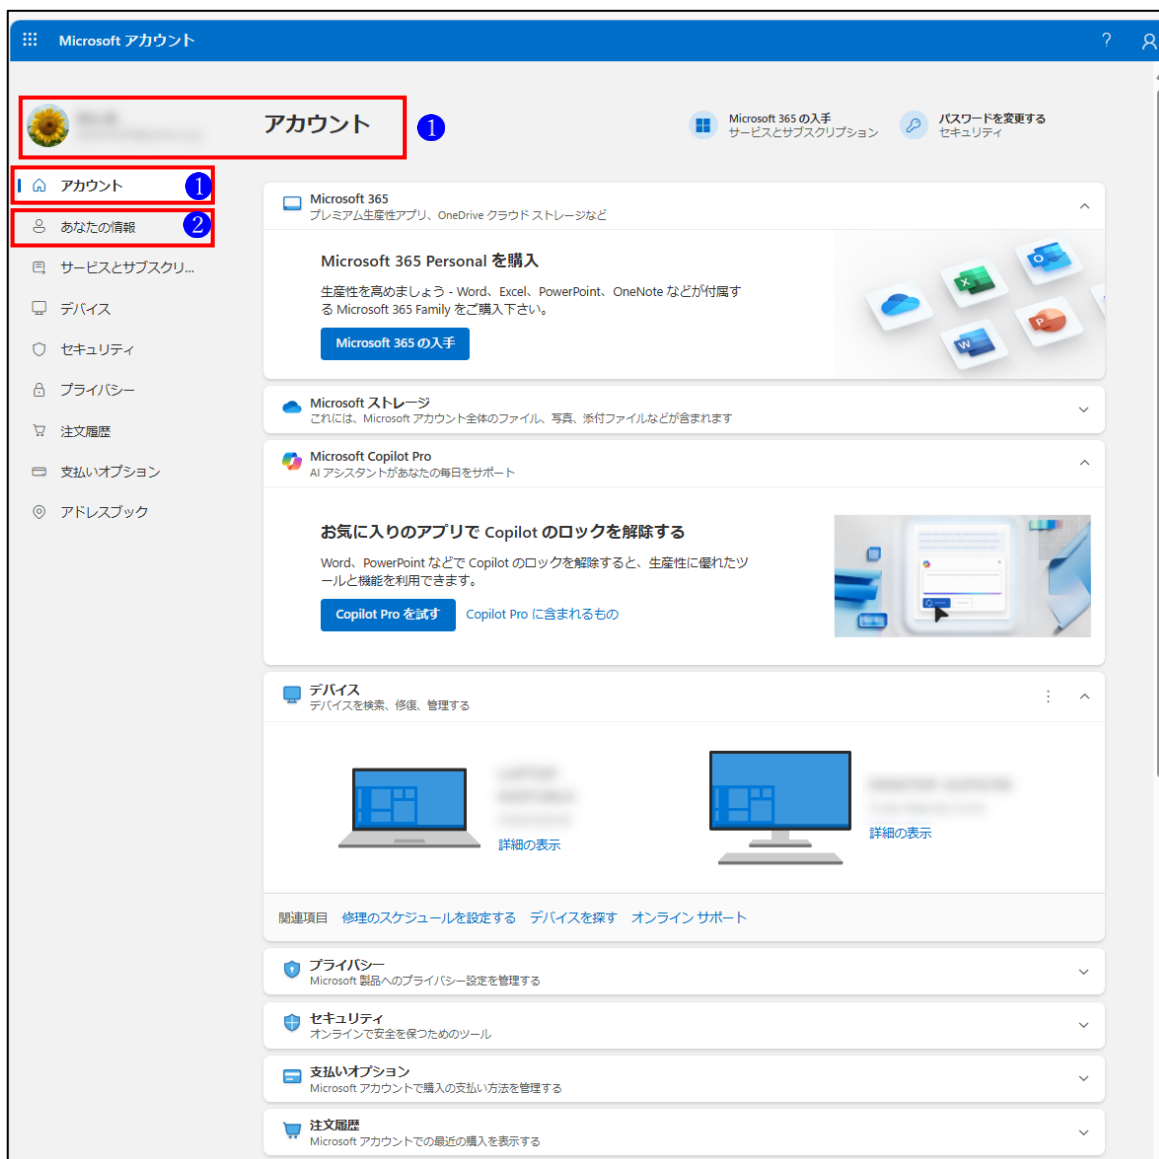 Microsoft アカウント
?
アカウント
1
Microsoft 365 の入手
サービスとサブスクリプション
パスワードを変更する
セキュリティ
アカウント
1
あなたの情報
2
サービスとサブスクリ...
デバイス
セキュリティ
プライバシー
注文履歴
支払いオプション
アドレスブック
Microsoft 365
プレミアム生産性アプリ、OneDrive クラウド ストレージなど
Microsoft 365 Personal を購入
生産性を高めましょう - Word、Excel、PowerPoint、OneNote などが付属す
る Microsoft 365 Family をご購入下さい。
Microsoft 365 の入手
Microsoft ストレージ
これには、Microsoft アカウント全体のファイル、写真、添付ファイルなどが含まれます
Microsoft Copilot Pro
AI アシスタントがあなたの毎日をサポート
お気に入りのアプリで Copilot のロックを解除する
Word、PowerPoint などで Copilot のロックを解除すると、生産性に優れたツ
ールと機能を利用できます。
Copilot Pro を試す
Copilot Pro に含まれるもの
デバイス
デバイスを検索、修復、管理する
詳細の表示
詳細の表示
関連項目 修理のスケジュールを設定する デバイスを探す オンライン サポート
プライバシー
Microsoft 製品へのプライバシー設定を管理する
セキュリティ
オンラインで安全を保つためのツール
支払いオプション
Microsoft アカウントで購入の支払い方法を管理する
注文履歴
Microsoft アカウントでの最近の購入を表示する